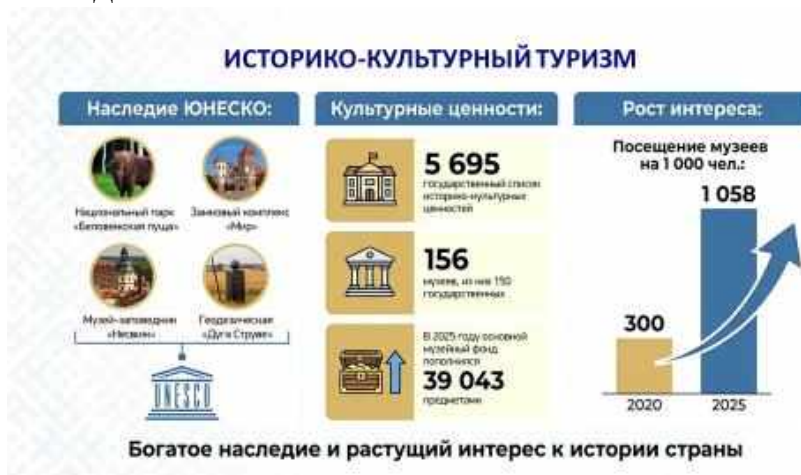 ИСТОРИКО-КУЛЬТУРНЫЙ ТУРИЗМ
Наследие ЮНЕСКО:
Национальный парк
«Беловежская пуща»
Замковый комплекс
«Мир»
Музей-заповедник
«Несвиж»
Геодезическая
«Дуга Струве»
UNESCO
Культурные ценности:
5 695
государственный список
историко-культурных
ценностей
156
музеев, из них 150
государственных
В 2025 году основной
музейный фонд
пополнился
39 043
предметами
Рост интереса:
Посещение музеев
на 1 000 чел.:
1 058
300
2020
2025
Богатое наследие и растущий интерес к истории страны